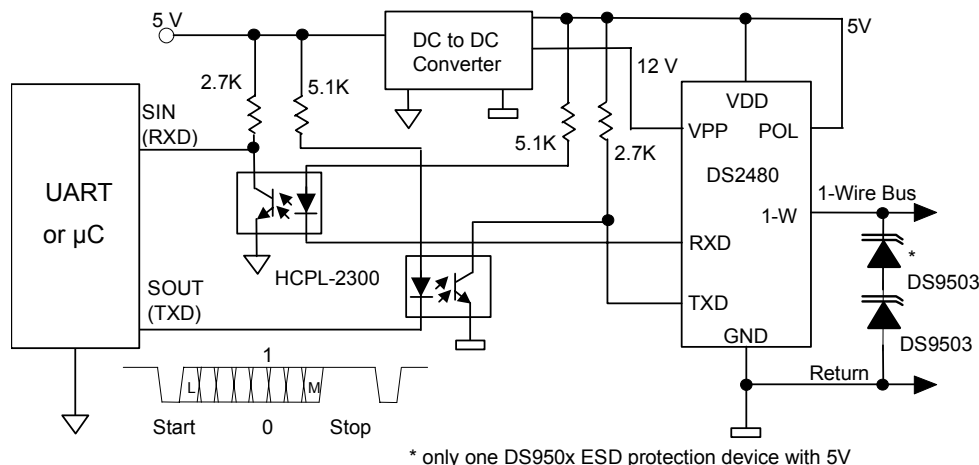 5 V
DC to DC
Converter
5V
12 V
2.7K
5.1K
SIN
(RXD)
5.1K
2.7K
VDD
VPP
POL
DS2480
UART
or µC
1-Wire Bus
1-W
RXD
*
DS9503
HCPL-2300
SOUT
(TXD)
TXD
GND
DS9503
1
L
M
Return
Start
0
Stop
* only one DS950x ESD protection device with 5V